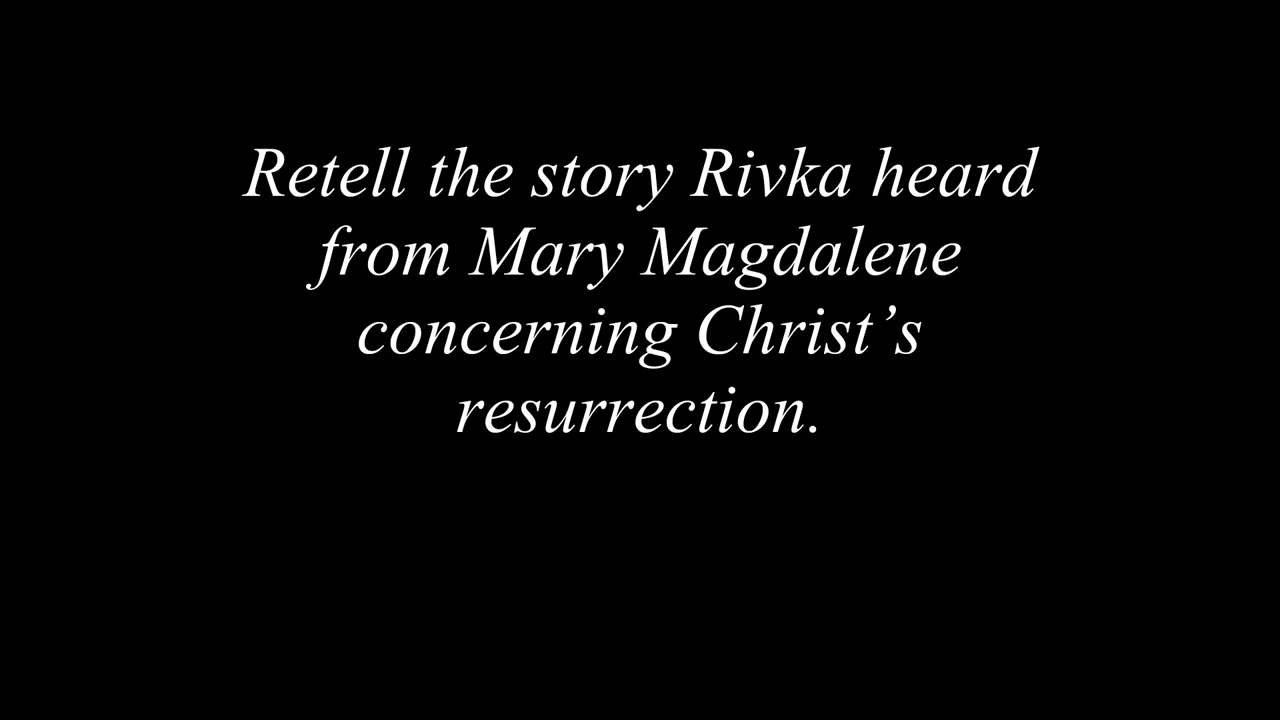 Retell the story Rivka heard
from Mary Magdalene
concerning Christ’s
resurrection.